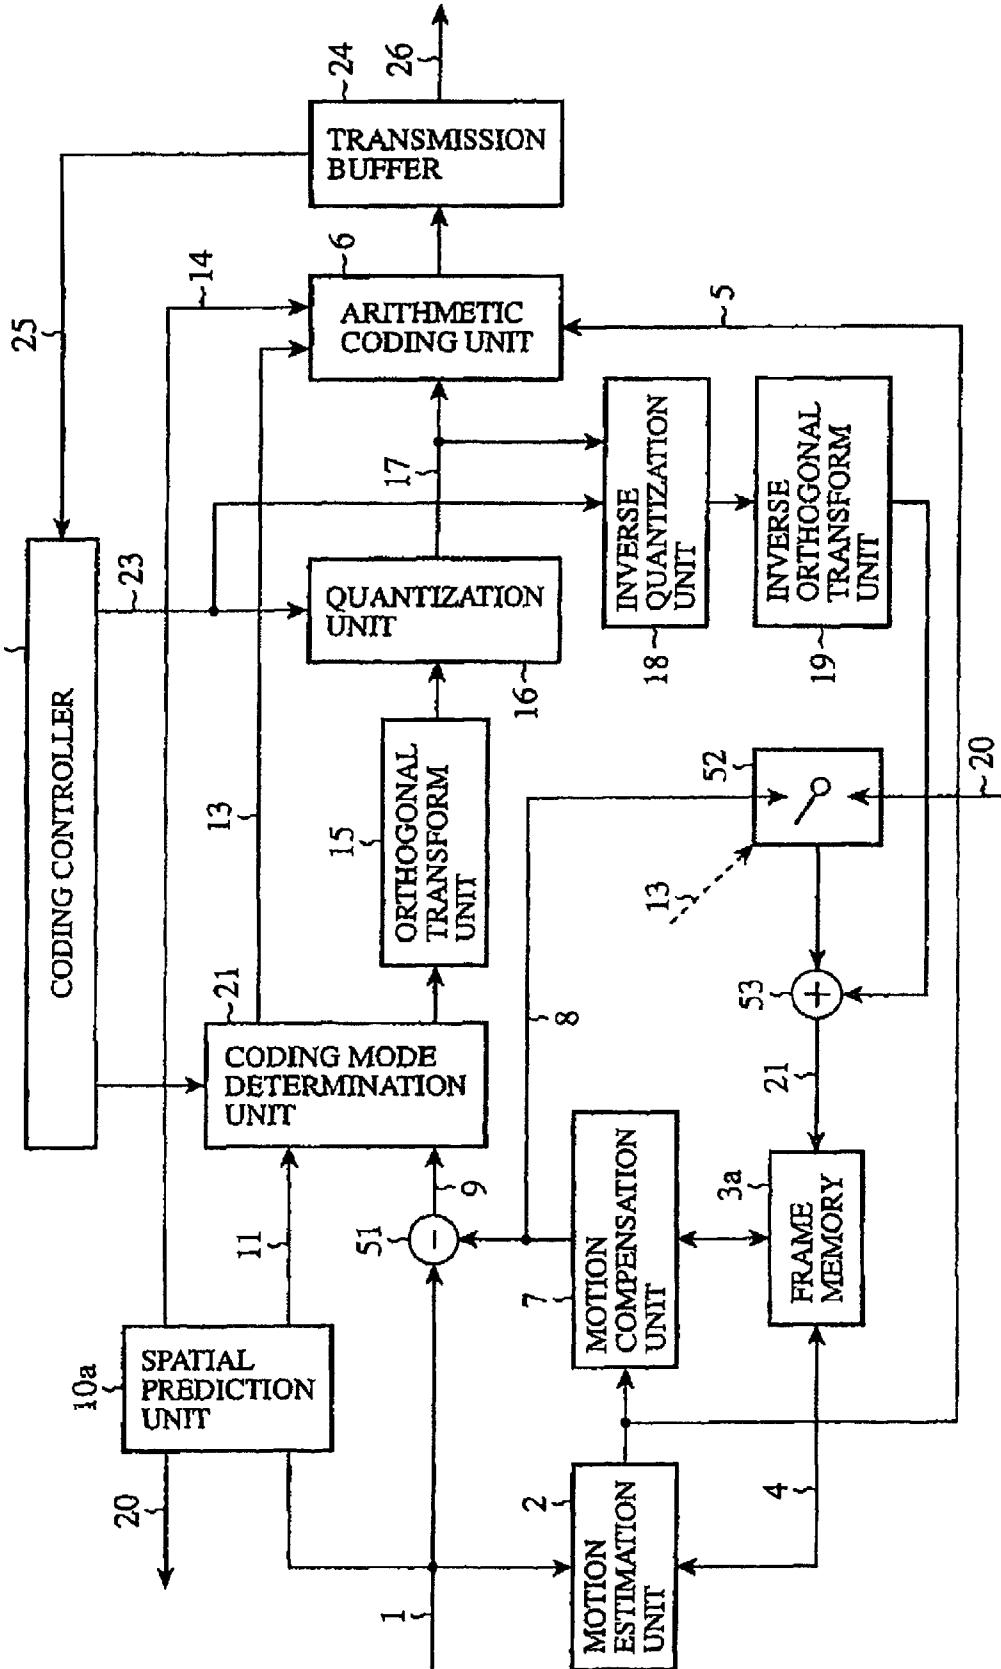 24
26
TRANSMISSION
BUFFER
25
14
6
ARITHMETIC
CODING UNIT
5
17
23
QUANTIZATION
UNIT
16
INVERSE
QUANTIZATION
UNIT
18
INVERSE
ORTHOGONAL
TRANSFORM
UNIT
19
CODING CONTROLLER
13
15
ORTHOGONAL
TRANSFORM
UNIT
52
20
13
53
21
CODING MODE
DETERMINATION
UNIT
8
21
11
9
51
7
MOTION
COMPENSATION
UNIT
3a
FRAME
MEMORY
10a
SPATIAL
PREDICTION
UNIT
20
1
2
MOTION
ESTIMATION
UNIT
4